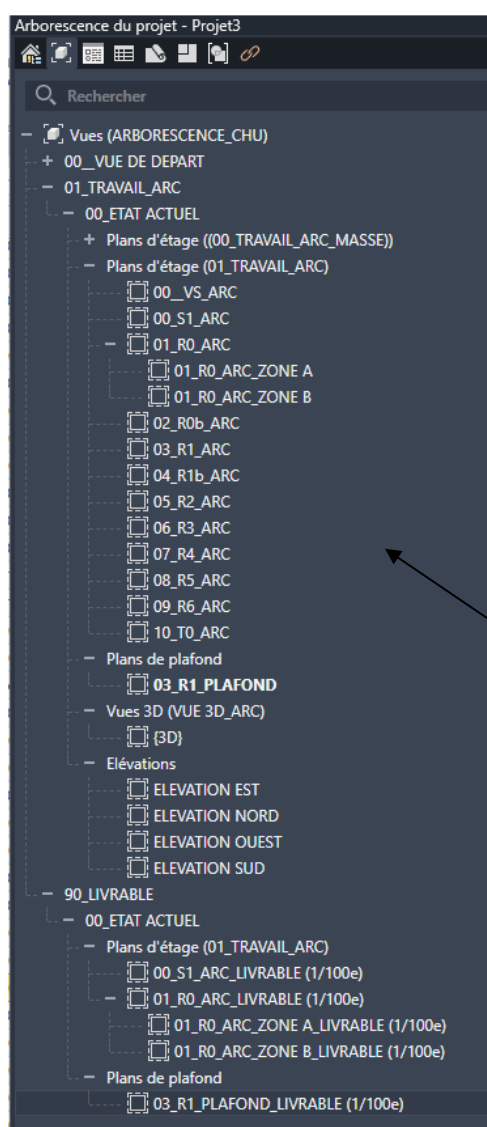 Arborescence du projet - Projet3
Rechercher
Vues (ARBORESCENCE_CHU)
00__VUE DE DEPART
01_TRAVAIL_ARC
00_ETAT ACTUEL
Plans d'étage ((00_TRAVAIL_ARC_MASSE))
Plans d'étage (01_TRAVAIL_ARC)
00__VS_ARC
00_S1_ARC
01_R0_ARC
01_R0_ARC_ZONE A
01_R0_ARC_ZONE B
02_R0b_ARC
03_R1_ARC
04_R1b_ARC
05_R2_ARC
06_R3_ARC
07_R4_ARC
08_R5_ARC
09_R6_ARC
10_T0_ARC
Plans de plafond
03_R1_PLAFOND
Vues 3D (VUE 3D_ARC)
{3D}
Elévations
ELEVATION EST
ELEVATION NORD
ELEVATION OUEST
ELEVATION SUD
90_LIVRABLE
00_ETAT ACTUEL
Plans d'étage (01_TRAVAIL_ARC)
00_S1_ARC_LIVRABLE (1/100e)
01_R0_ARC_LIVRABLE (1/100e)
01_R0_ARC_ZONE A_LIVRABLE (1/100e)
01_R0_ARC_ZONE B_LIVRABLE (1/100e)
Plans de plafond
03_R1_PLAFOND_LIVRABLE (1/100e)